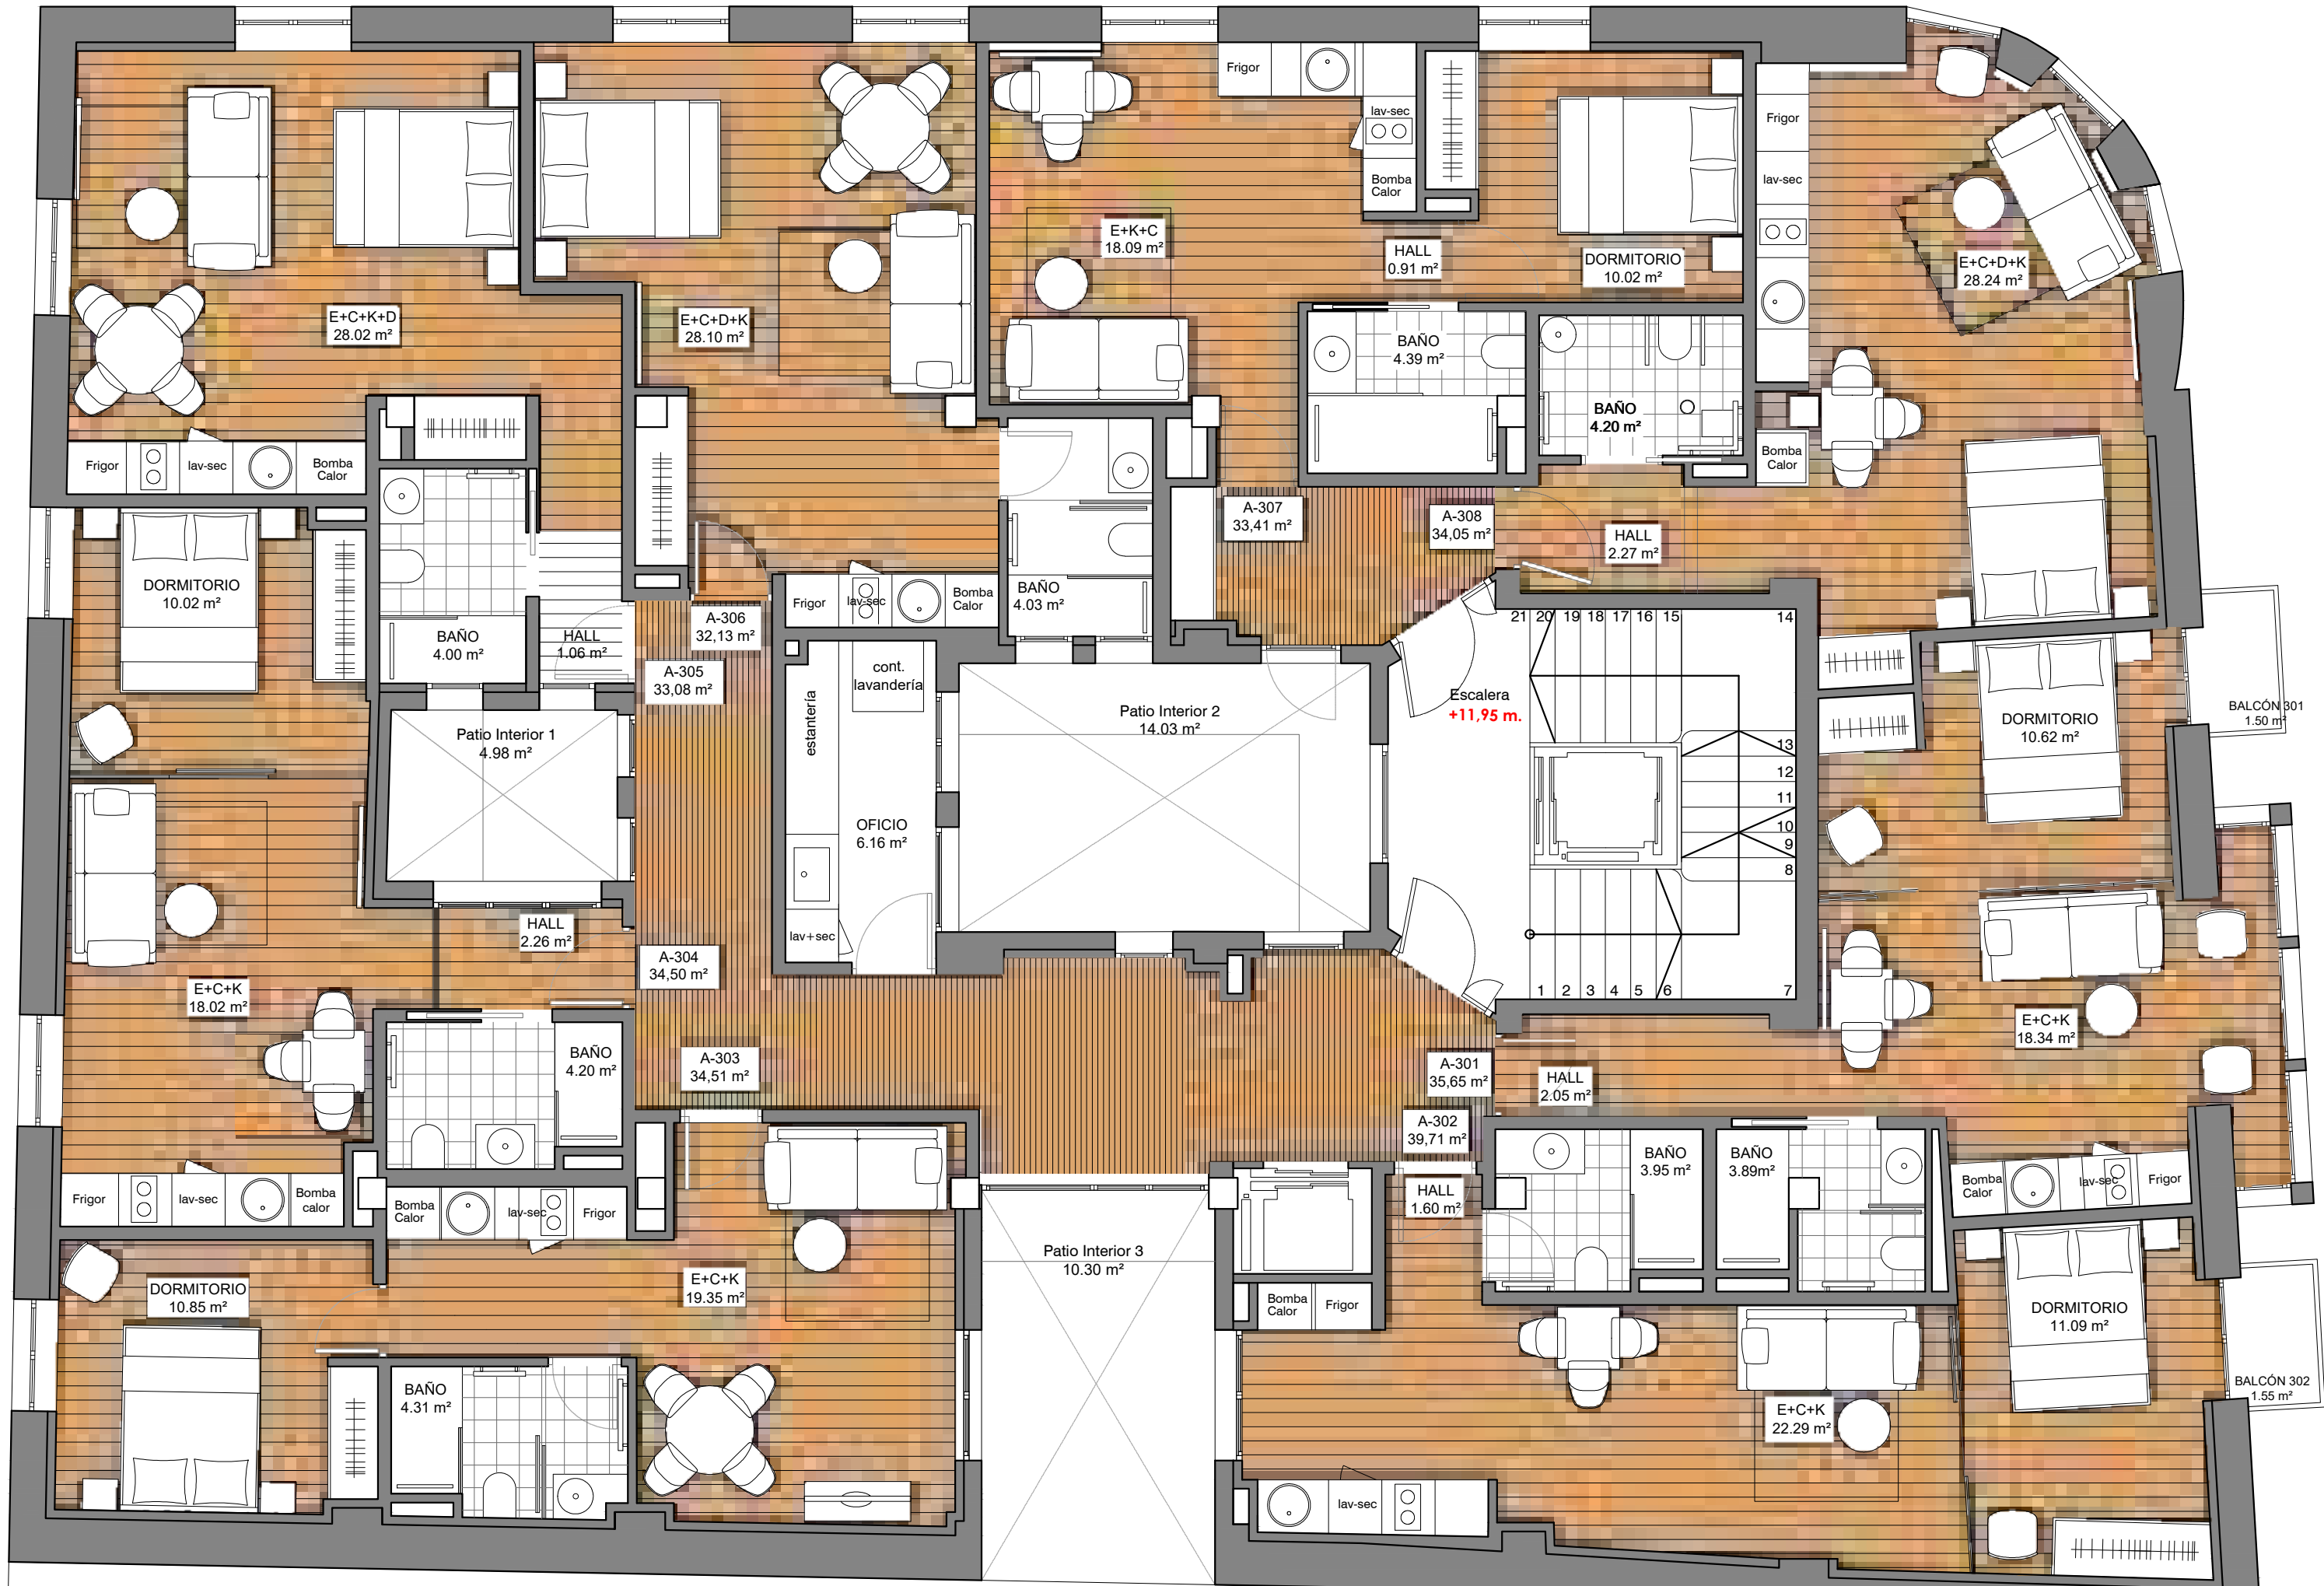 Frigor
lav-sec
Bomba
Calor
Frigor
lav-sec
E+K+C
18.09 m²
HALL
0.91 m²
DORMITORIO
10.02 m²
E+C+D+K
28.24 m²
E+C+K+D
28.02 m²
E+C+D+K
28.10 m²
BAÑO
4.39 m²
BAÑO
4.20 m²
Frigor
lav-sec
Bomba
Calor
Bomba
Calor
A-307
33,41 m²
A-308
34,05 m²
HALL
2.27 m²
DORMITORIO
10.02 m²
BAÑO
4.00 m²
HALL
1.06 m²
A-306
32,13 m²
Frigor
lav-sec
Bomba
Calor
BAÑO
4.03 m²
A-305
33,08 m²
cont.
lavandería
estantería
21 20 19 18 17 16 15 14
Escalera
+11,95 m.
Patio Interior 1
4.98 m²
Patio Interior 2
14.03 m²
DORMITORIO
10.62 m²
BALCÓN 301
1.50 m²
13
12
11
10
9
8
OFICIO
6.16 m²
lav+sec
HALL
2.26 m²
A-304
34,50 m²
E+C+K
18.02 m²
1 2 3 4 5 6 7
E+C+K
18.34 m²
BAÑO
4.20 m²
A-303
34,51 m²
A-301
35,65 m²
HALL
2.05 m²
A-302
39,71 m²
BAÑO
3.95 m²
BAÑO
3.89m²
Frigor
lav-sec
Bomba
calor
Bomba
Calor
lav-sec
Frigor
HALL
1.60 m²
Bomba
Calor
lav-sec
Frigor
Patio Interior 3
10.30 m²
DORMITORIO
10.85 m²
E+C+K
19.35 m²
Bomba
Calor
Frigor
DORMITORIO
11.09 m²
BAÑO
4.31 m²
E+C+K
22.29 m²
BALCÓN 302
1.55 m²
lav-sec